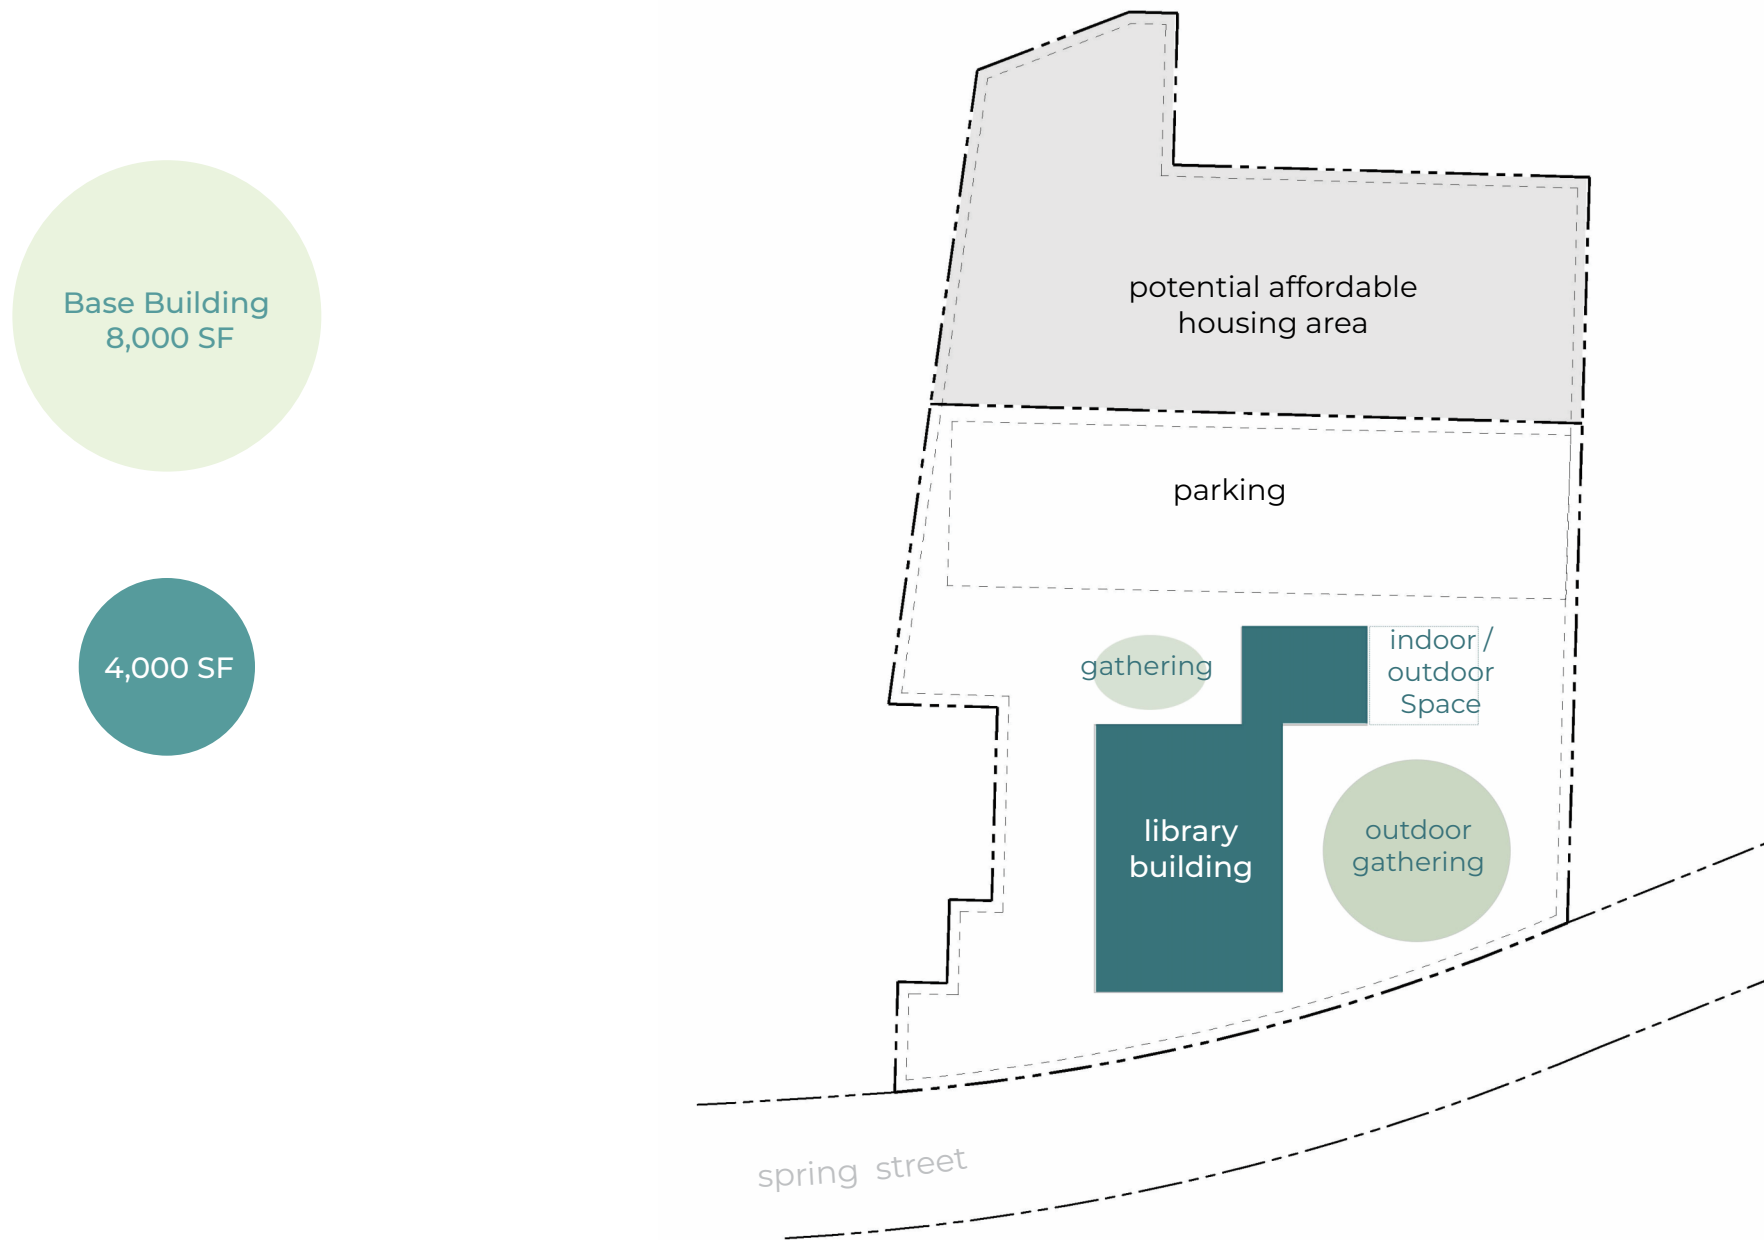 Base Building
8,000 SF
4,000 SF
potential affordable
housing area
parking
gathering
indoor /
outdoor
Space
library
building
outdoor
gathering
spring street